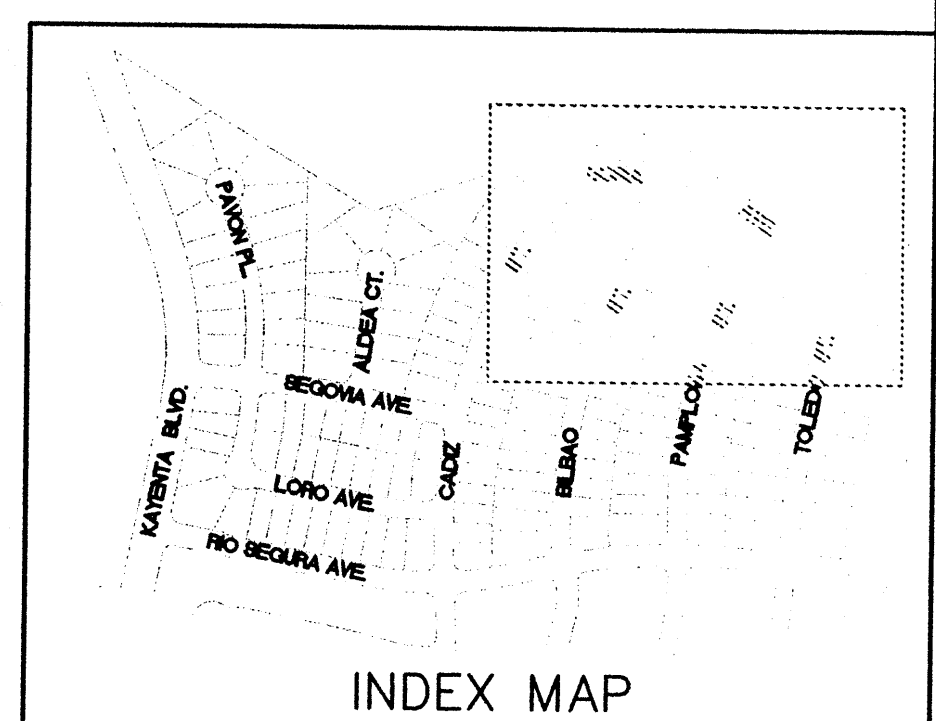 PAVON PL.
ALDEA CT.
SEGOVIA AVE.
KAYENTA BLVD.
CADIZ
BILBAO
LORO AVE.
RIO SEGURA AVE.
INDEX MAP